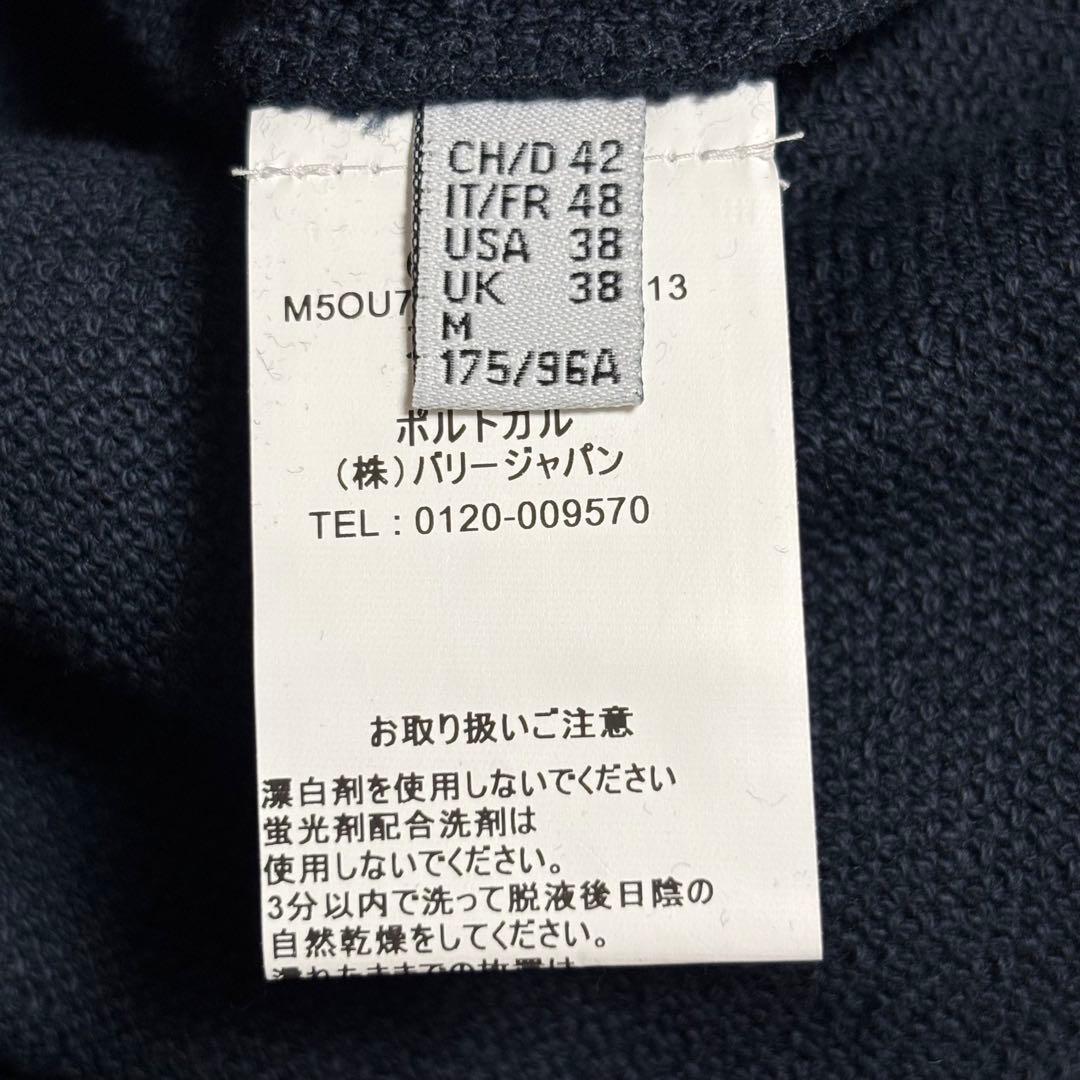 CH/D 42
IT/FR 48
USA 38
UK 38
M
175/96A
M5OU7 13
ポルトガル
(株)バリージャパン
TEL : 0120-009570
お取り扱いご注意
漂白剤を使用しないでください
蛍光剤配合洗剤は
使用しないでください。
3分以内で洗って脱液後日陰の
自然乾燥をしてください。